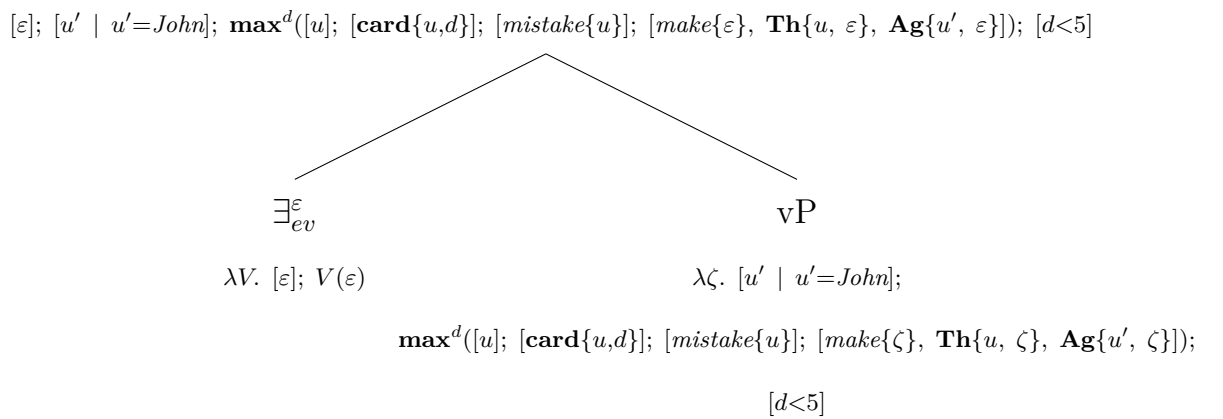 [ε]; [u′ | u′=John]; max^d([u]; [card{u,d}]; [mistake{u}]; [make{ε}, Th{u, ε}, Ag{u′, ε}]); [d<5]
∃^ε_ev vP
λV. [ε]; V(ε) λζ. [u′ | u′=John];
max^d([u]; [card{u,d}]; [mistake{u}]; [make{ζ}, Th{u, ζ}, Ag{u′, ζ}]);
[d<5]